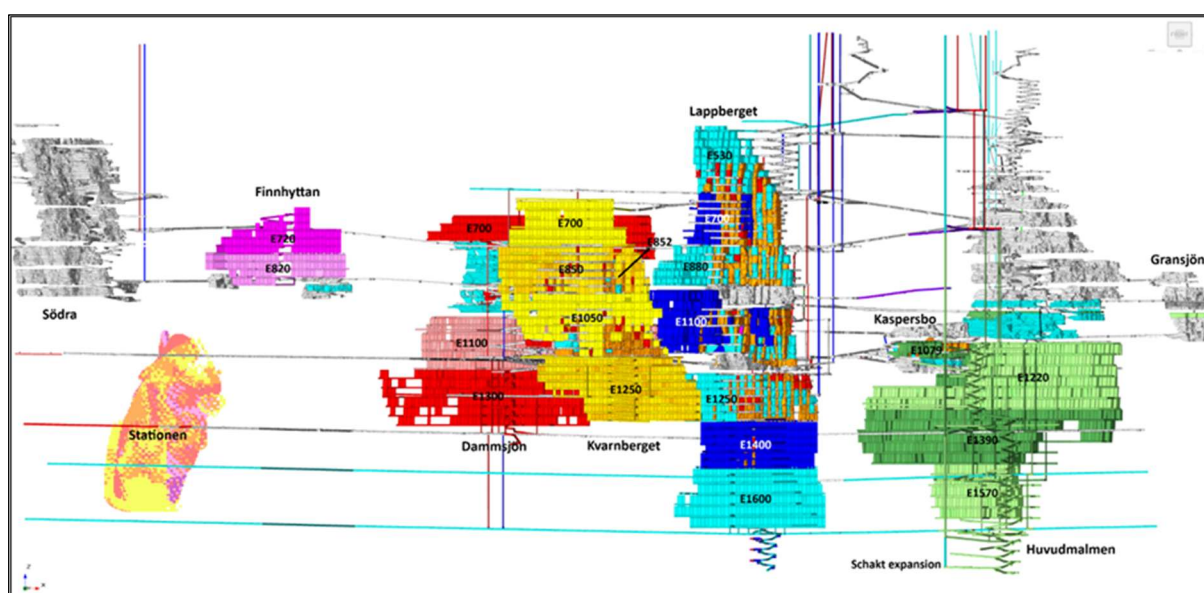 Lappberget
E530
Finnhyttan
E700
E700
E700
E720
E852
E820
E850
E880
Gransjön
Södra
E1050
E1100
Kaspersbo
E1100
E1079
E1220
E1300
E1250
E1250
Stationen
Dammsjön
Kvarnberget
E1400
E1390
E1600
E1570
Huvudmalmen
Schakt expansion
Z
X